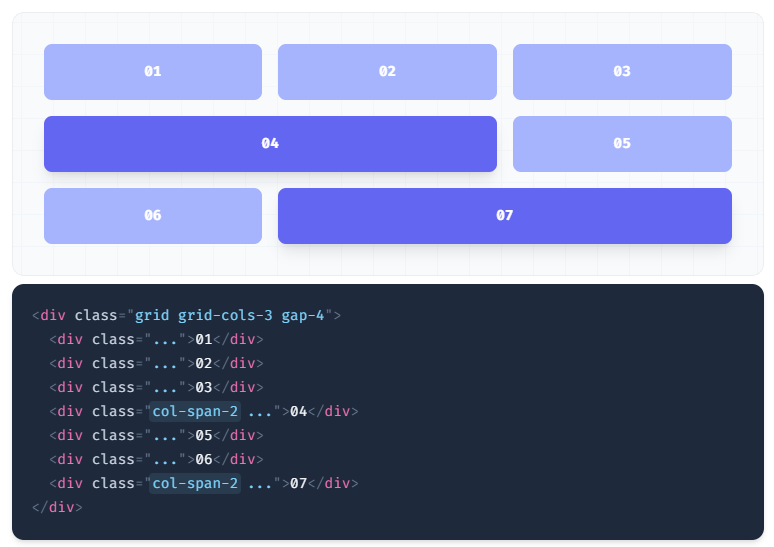 01 02 03
04 05
06 07
<div class="grid grid-cols-3 gap-4">
  <div class="...">01</div>
  <div class="...">02</div>
  <div class="...">03</div>
  <div class="col-span-2 ...">04</div>
  <div class="...">05</div>
  <div class="...">06</div>
  <div class="col-span-2 ...">07</div>
</div>